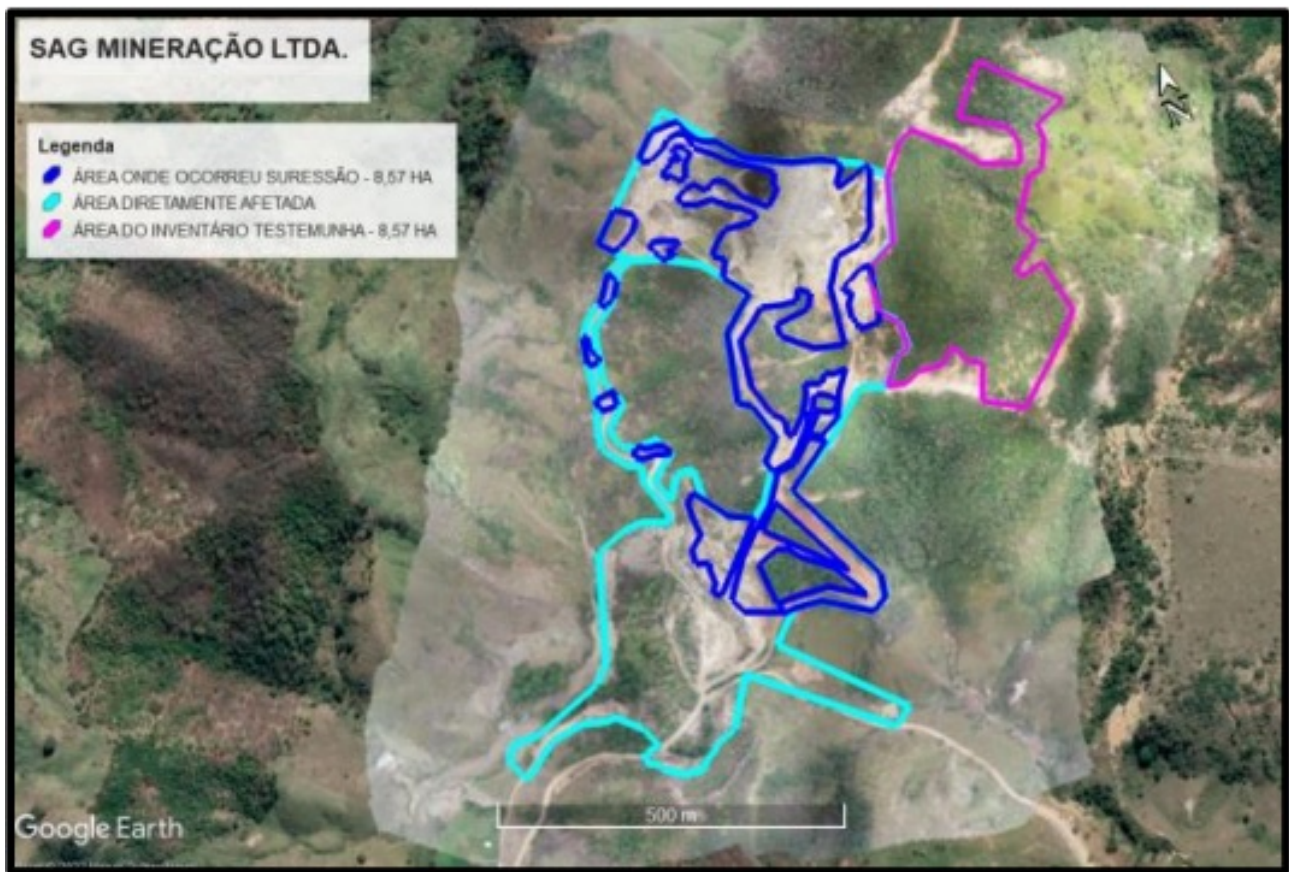 SAG MINERAÇÃO LTDA.
Legenda
ÁREA ONDE OCORREU SURESSÃO - 8,57 HA
ÁREA DIRETAMENTE AFETADA
ÁREA DO INVENTÁRIO TESTEMUNHA - 8,57 HA
500 m
Google Earth